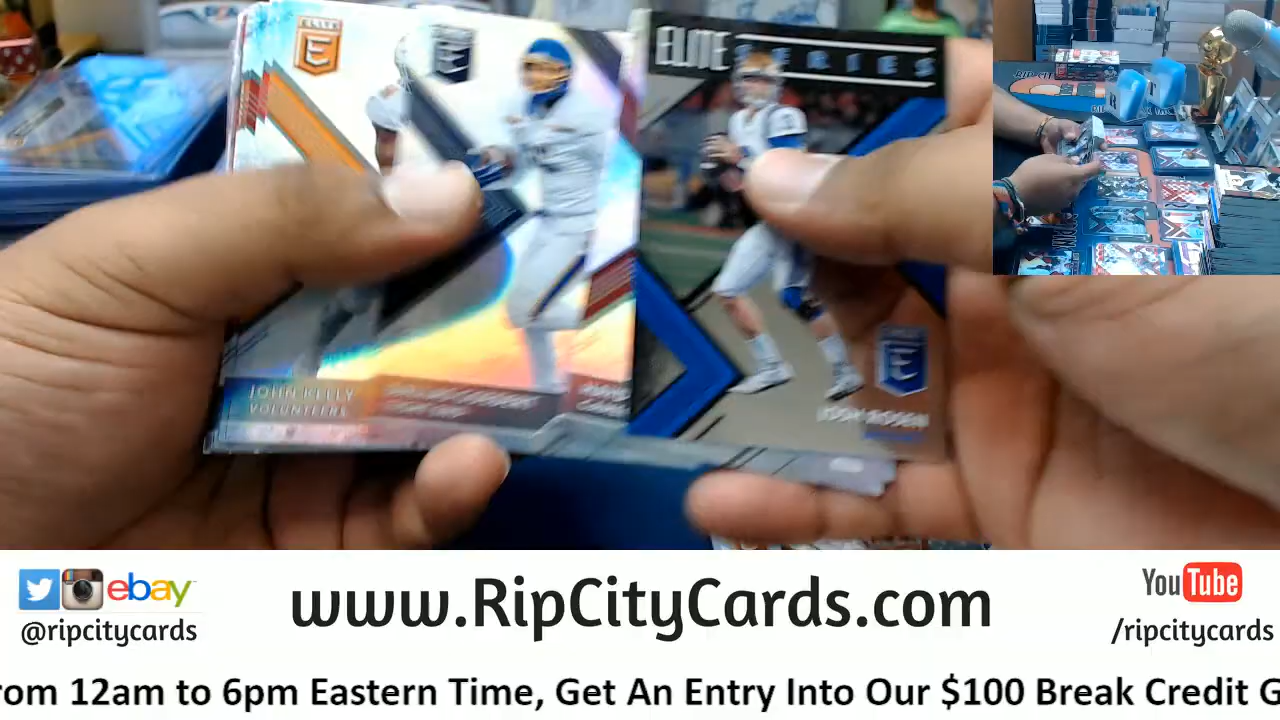 ELITE
E
ELITE SERIES
E
JOSH ROSEN
JOHN KELLY
VOLUNTEERS
ebay
@ripcitycards
www.RipCityCards.com
YouTube
/ripcitycards
rom 12am to 6pm Eastern Time, Get An Entry Into Our $100 Break Credit G